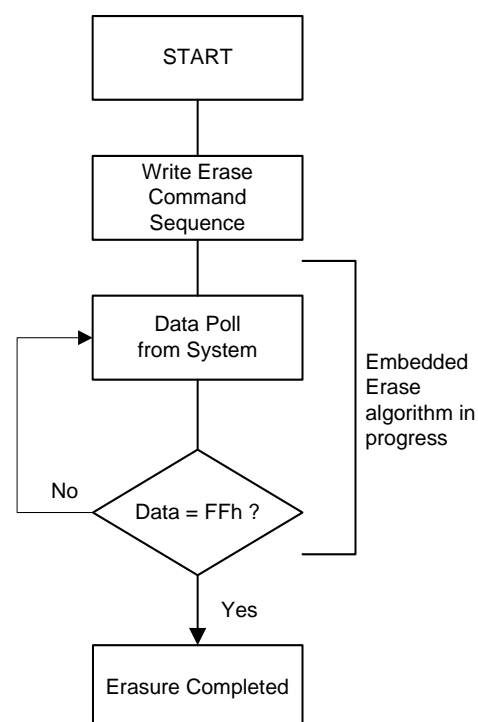 START
Write Erase
Command
Sequence
Data Poll
from System
Embedded
Erase
algorithm in
progress
No
Data = FFh ?
Yes
Erasure Completed